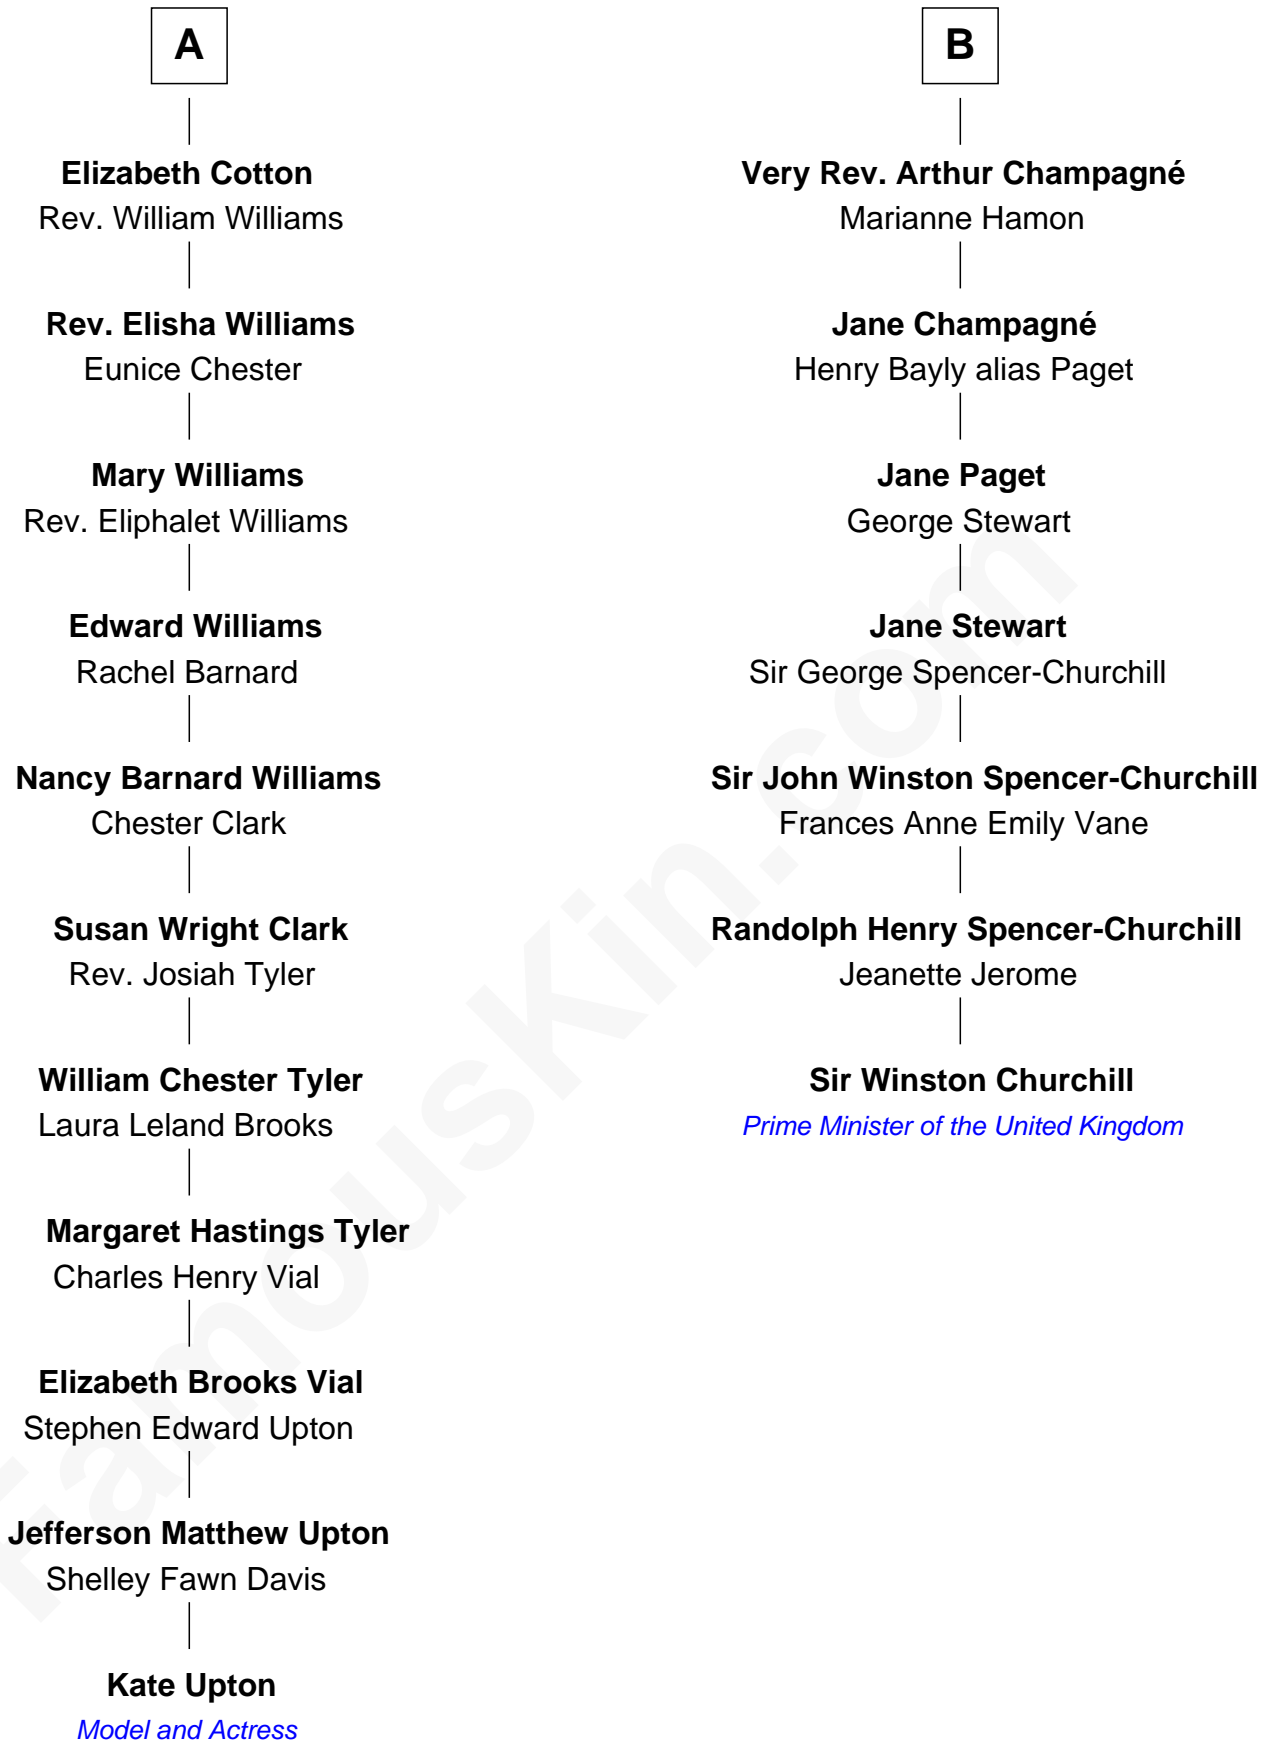 A
Elizabeth Cotton
Rev. William Williams
Rev. Elisha Williams
Eunice Chester
Mary Williams
Rev. Eliphalet Williams
Edward Williams
Rachel Barnard
Nancy Barnard Williams
Chester Clark
Susan Wright Clark
Rev. Josiah Tyler
William Chester Tyler
Laura Leland Brooks
Margaret Hastings Tyler
Charles Henry Vial
Elizabeth Brooks Vial
Stephen Edward Upton
Jefferson Matthew Upton
Shelley Fawn Davis
Kate Upton
Model and Actress
B
Very Rev. Arthur Champagné
Marianne Hamon
Jane Champagné
Henry Bayly alias Paget
Jane Paget
George Stewart
Jane Stewart
Sir George Spencer-Churchill
Sir John Winston Spencer-Churchill
Frances Anne Emily Vane
Randolph Henry Spencer-Churchill
Jeanette Jerome
Sir Winston Churchill
Prime Minister of the United Kingdom
FamousKin.com